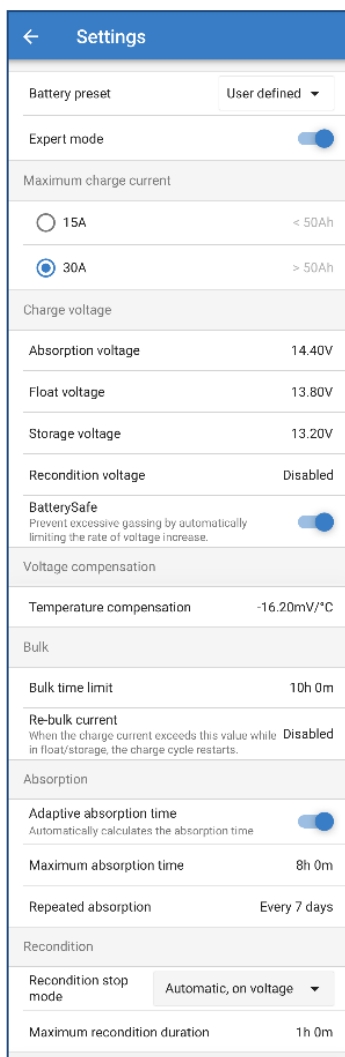 Settings
Battery preset User defined
Expert mode
Maximum charge current
15A < 50Ah
30A > 50Ah
Charge voltage
Absorption voltage 14.40V
Float voltage 13.80V
Storage voltage 13.20V
Recondition voltage Disabled
BatterySafe
Prevent excessive gassing by automatically
limiting the rate of voltage increase.
Voltage compensation
Temperature compensation -16.20mV/°C
Bulk
Bulk time limit 10h 0m
Re-bulk current
When the charge current exceeds this value while Disabled
in float/storage, the charge cycle restarts.
Absorption
Adaptive absorption time
Automatically calculates the absorption time
Maximum absorption time 8h 0m
Repeated absorption Every 7 days
Recondition
Recondition stop
mode Automatic, on voltage
Maximum recondition duration 1h 0m